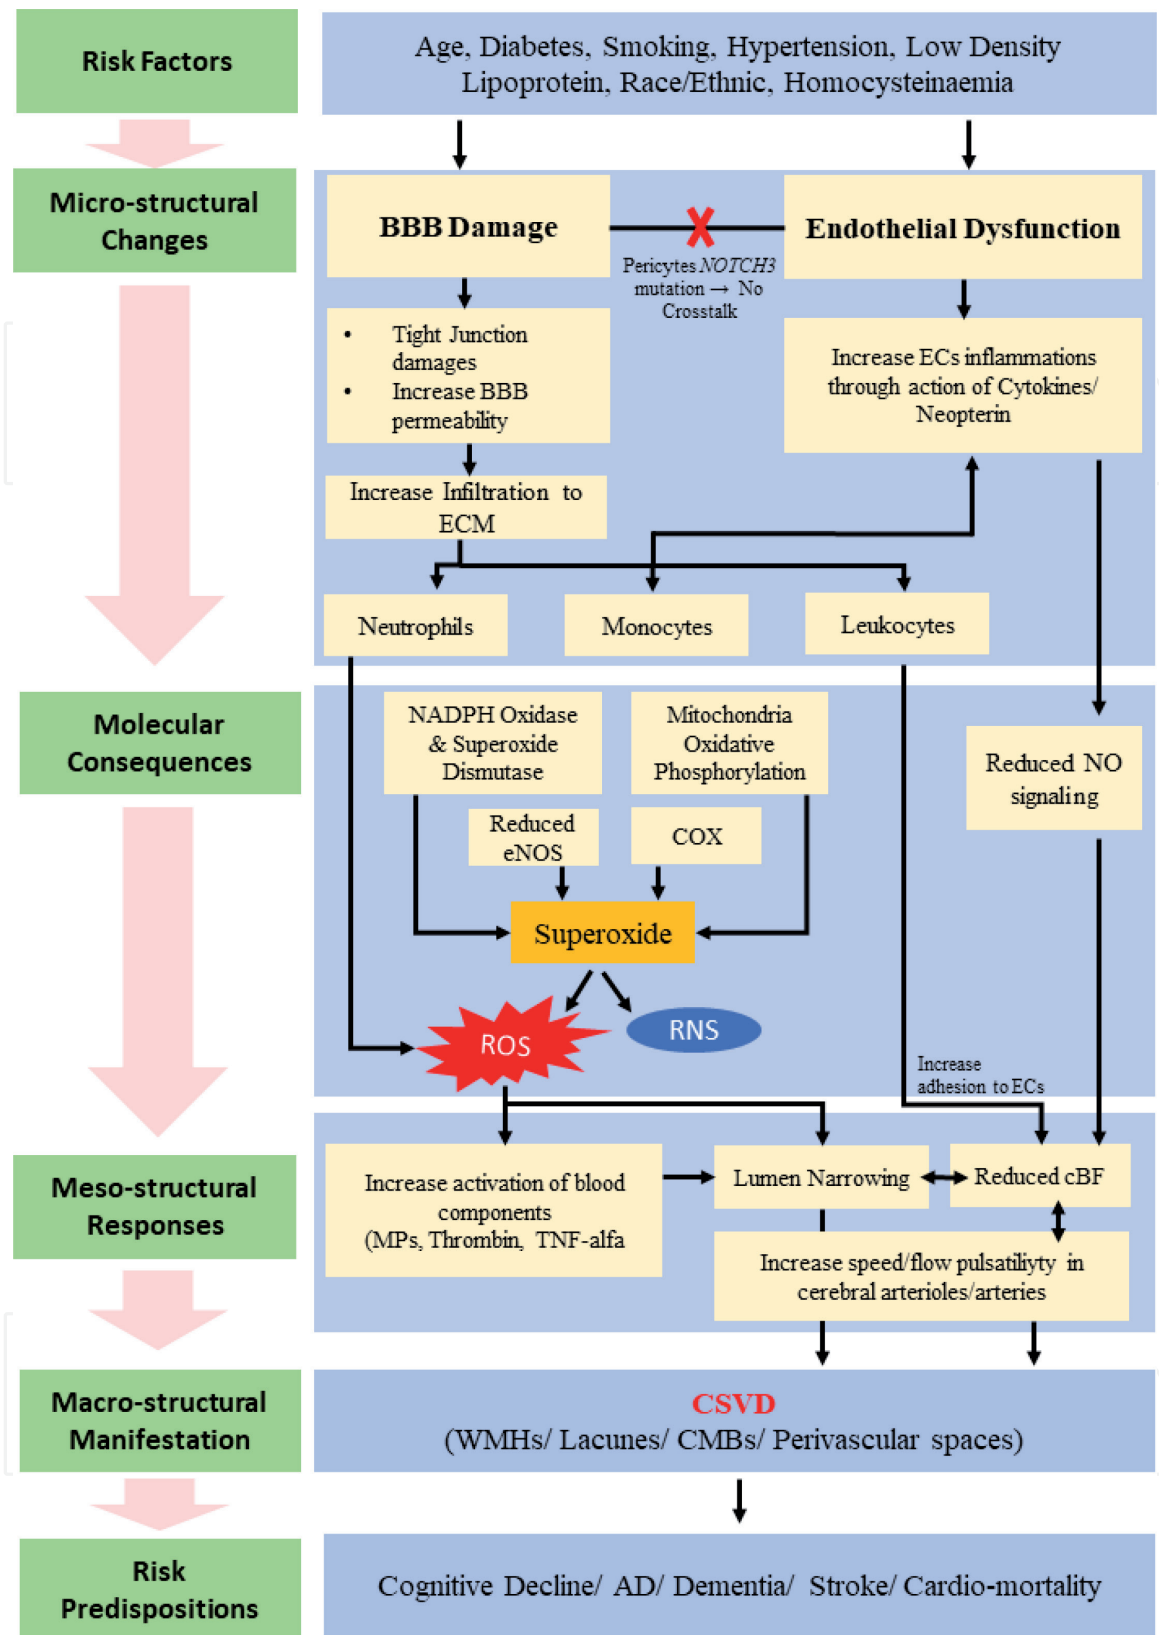 Risk Factors
Age, Diabetes, Smoking, Hypertension, Low Density
Lipoprotein, Race/Ethnic, Homocysteinaemia
Micro-structural
Changes
BBB Damage
Endothelial Dysfunction
Pericytes NOTCH3
mutation → No
Crosstalk
• Tight Junction
damages
• Increase BBB
permeability
Increase ECs inflammations
through action of Cytokines/
Neopterin
Increase Infiltration to
ECM
Neutrophils
Monocytes
Leukocytes
Molecular
Consequences
NADPH Oxidase
& Superoxide
Dismutase
Mitochondria
Oxidative
Phosphorylation
Reduced NO
signaling
Reduced
eNOS
COX
Superoxide
ROS
RNS
Increase
adhesion to ECs
Meso-structural
Responses
Increase activation of blood
components
(MPs, Thrombin, TNF-alfa
Lumen Narrowing
Reduced cBF
Increase speed/flow pulsatiliyty in
cerebral arterioles/arteries
Macro-structural
Manifestation
CSVD
(WMHs/ Lacunes/ CMBs/ Perivascular spaces)
Risk
Predispositions
Cognitive Decline/ AD/ Dementia/ Stroke/ Cardio-mortality